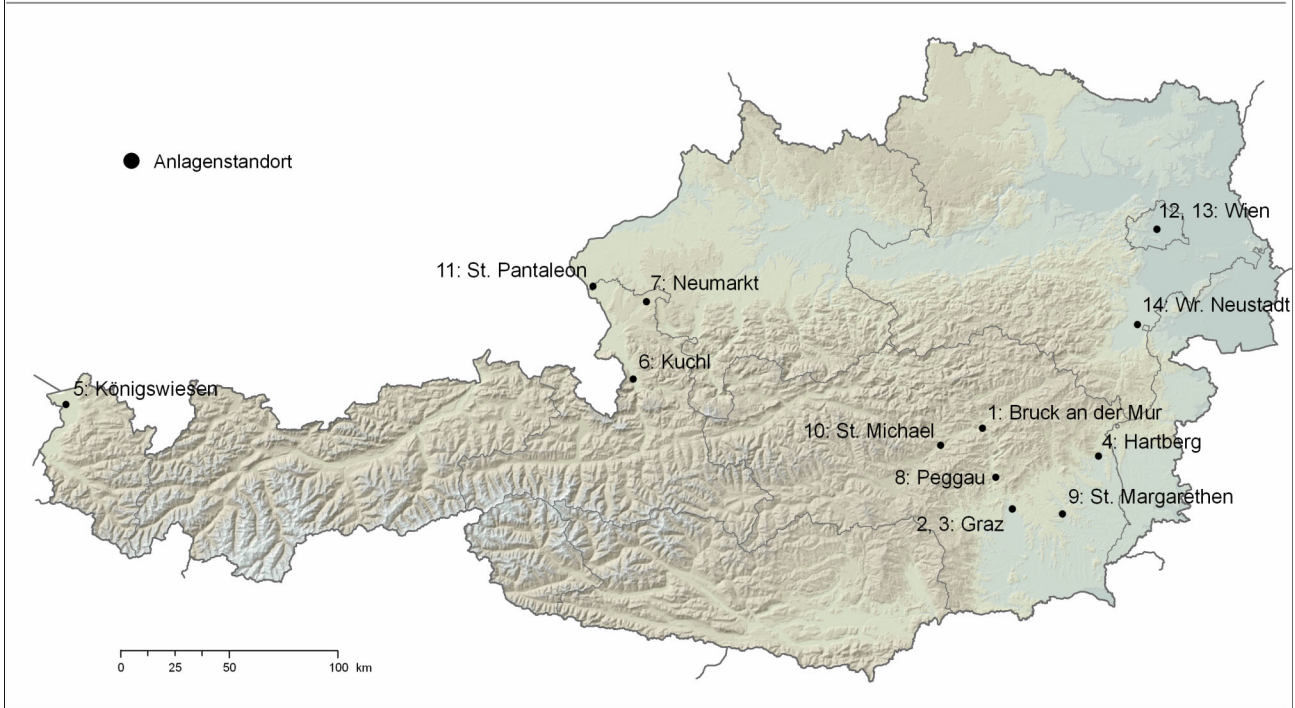 Anlagenstandort
12, 13: Wien
11: St. Pantaleon
7: Neumarkt
14: Wr. Neustadt
6: Kuchl
5: Königswiesen
1: Bruck an der Mur
10: St. Michael
4: Hartberg
8: Peggau
9: St. Margarethen
2, 3: Graz
0 25 50 100 km